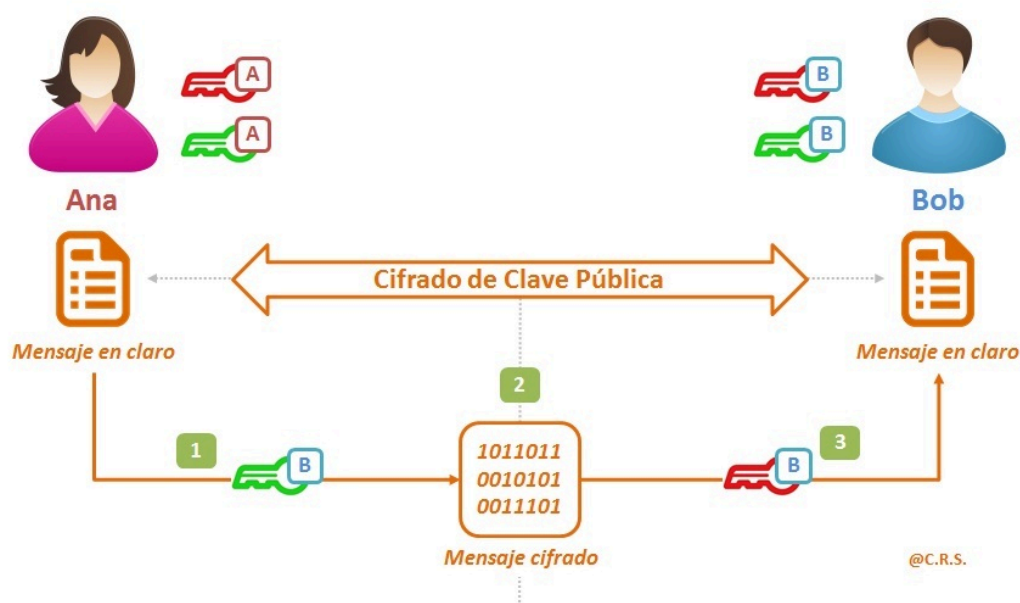 A
B
A
B
Ana
Bob
Cifrado de Clave Pública
Mensaje en claro
Mensaje en claro
2
1
3
B
B
1011011
0010101
0011101
Mensaje cifrado
@C.R.S.